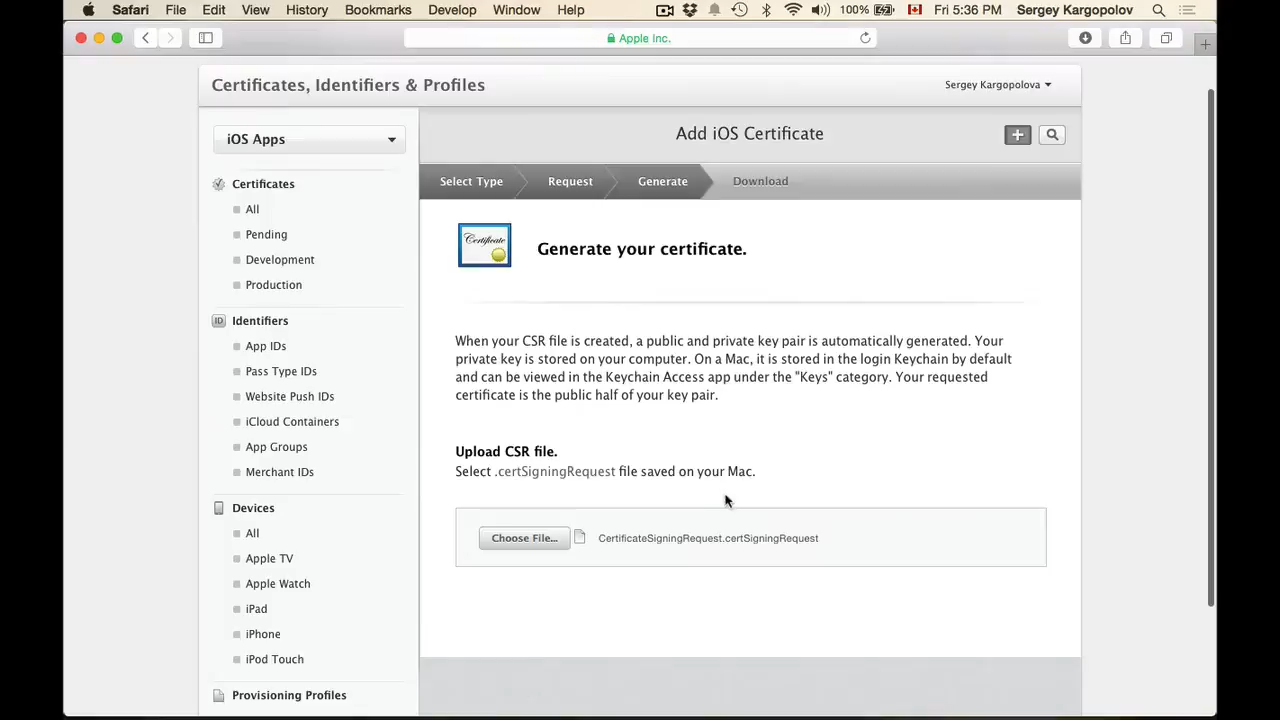 Safari File Edit View History Bookmarks Develop Window Help 100% Fri 5:36 PM Sergey Kargopolov
Apple Inc.
Certificates, Identifiers & Profiles
Sergey Kargopolova
iOS Apps
Add iOS Certificate
Select Type Request Generate Download
Certificates
All
Pending
Development
Production
ID Identifiers
App IDs
Pass Type IDs
Website Push IDs
iCloud Containers
App Groups
Merchant IDs
Devices
All
Apple TV
Apple Watch
iPad
iPhone
iPod Touch
Provisioning Profiles
Certificate
Generate your certificate.
When your CSR file is created, a public and private key pair is automatically generated. Your
private key is stored on your computer. On a Mac, it is stored in the login Keychain by default
and can be viewed in the Keychain Access app under the "Keys" category. Your requested
certificate is the public half of your key pair.
Upload CSR file.
Select .certSigningRequest file saved on your Mac.
Choose File... CertificateSigningRequest.certSigningRequest